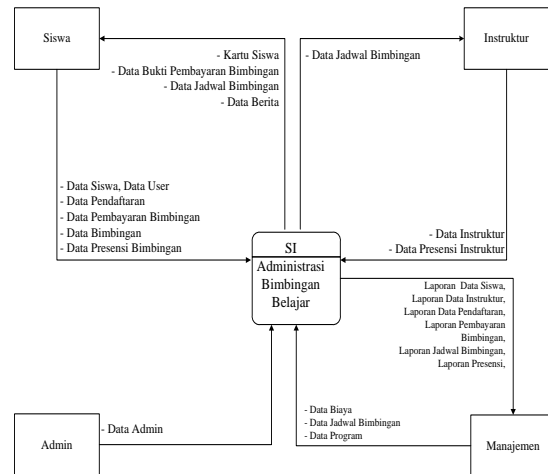 Siswa
Instruktur
- Kartu Siswa
- Data Bukti Pembayaran Bimbingan
- Data Jadwal Bimbingan
- Data Berita
- Data Jadwal Bimbingan
- Data Siswa, Data User
- Data Pendaftaran
- Data Pembayaran Bimbingan
- Data Bimbingan
- Data Presensi Bimbingan
- Data Instruktur
- Data Presensi Instruktur
SI
Administrasi
Bimbingan
Belajar
Laporan Data Siswa,
Laporan Data Instruktur,
Laporan Data Pendaftaran,
Laporan Pembayaran
Bimbingan,
Laporan Jadwal Bimbingan,
Laporan Presensi,
- Data Biaya
- Data Jadwal Bimbingan
- Data Program
Admin
- Data Admin
Manajemen